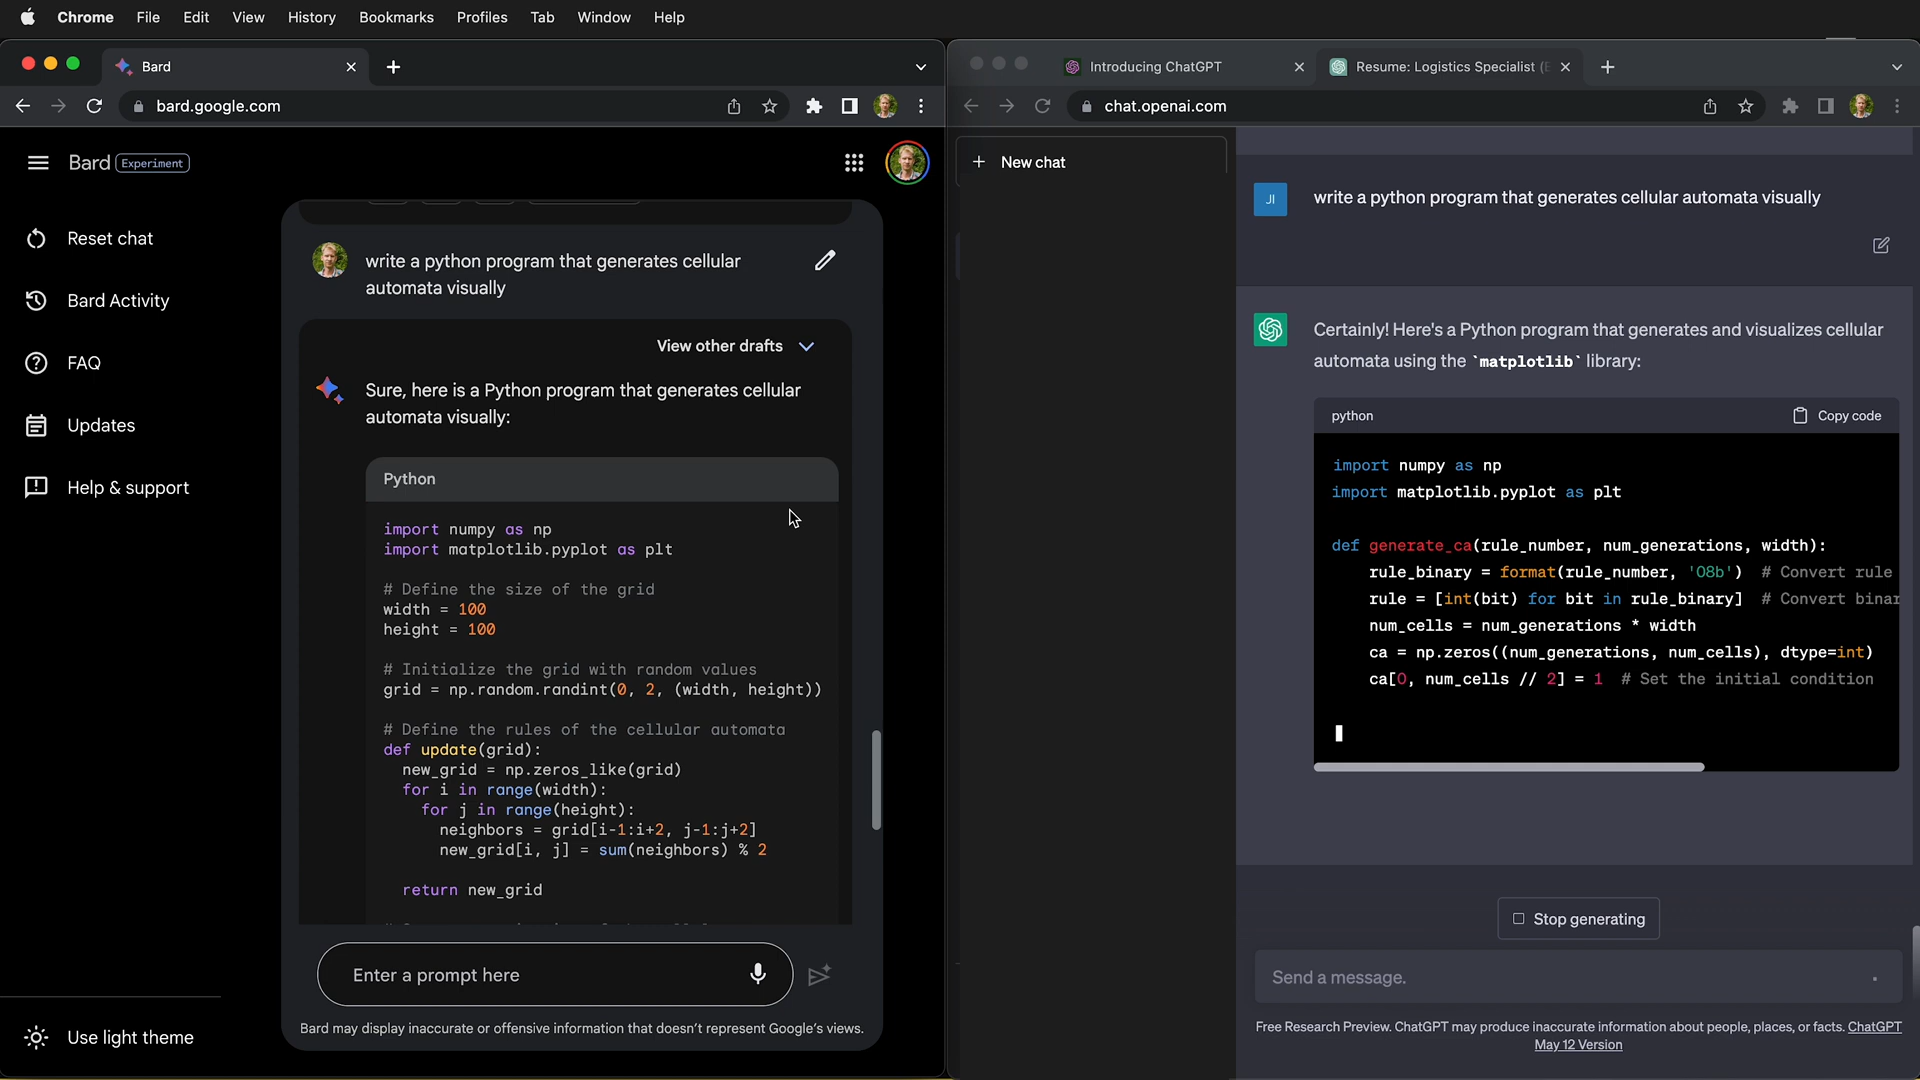 Chrome File Edit View History Bookmarks Profiles Tab Window Help
Bard
bard.google.com
Bard Experiment
Reset chat
Bard Activity
FAQ
Updates
Help & support
Use light theme
write a python program that generates cellular
automata visually
View other drafts
Sure, here is a Python program that generates cellular
automata visually:
Python
import numpy as np
import matplotlib.pyplot as plt
# Define the size of the grid
width = 100
height = 100
# Initialize the grid with random values
grid = np.random.randint(0, 2, (width, height))
# Define the rules of the cellular automata
def update(grid):
new_grid = np.zeros_like(grid)
for i in range(width):
for j in range(height):
neighbors = grid[i-1:i+2, j-1:j+2]
new_grid[i, j] = sum(neighbors) % 2
return new_grid
Enter a prompt here
Bard may display inaccurate or offensive information that doesn't represent Google's views.
Introducing ChatGPT
Resume: Logistics Specialist (
chat.openai.com
+ New chat
JI
write a python program that generates cellular automata visually
Certainly! Here's a Python program that generates and visualizes cellular
automata using the `matplotlib` library:
python
Copy code
import numpy as np
import matplotlib.pyplot as plt
def generate_ca(rule_number, num_generations, width):
rule_binary = format(rule_number, '08b') # Convert rule
rule = [int(bit) for bit in rule_binary] # Convert binar
num_cells = num_generations * width
ca = np.zeros((num_generations, num_cells), dtype=int)
ca[0, num_cells // 2] = 1 # Set the initial condition
Stop generating
Send a message.
Free Research Preview. ChatGPT may produce inaccurate information about people, places, or facts. ChatGPT
May 12 Version